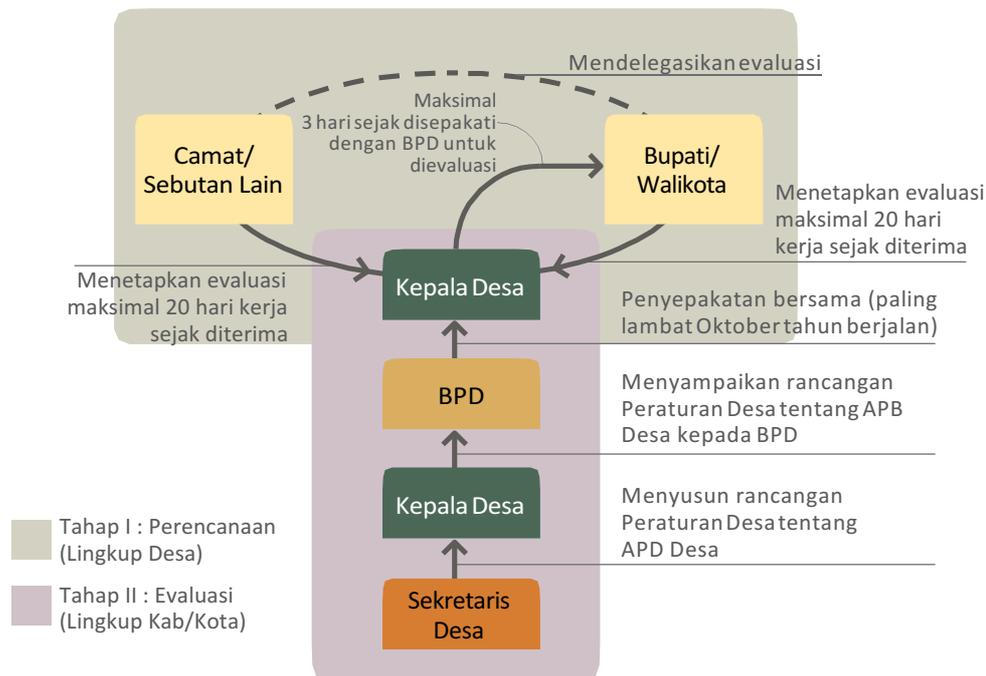 Mendelegasikan evaluasi
Maksimal
3 hari sejak disepakati
dengan BPD untuk
dievaluasi
Camat/
Sebutan Lain
Bupati/
Walikota
Menetapkan evaluasi
maksimal 20 hari
kerja sejak diterima
Menetapkan evaluasi
maksimal 20 hari kerja
sejak diterima
Kepala Desa
Penyepakatan bersama (paling
lambat Oktober tahun berjalan)
BPD
Menyampaikan rancangan
Peraturan Desa tentang APB
Desa kepada BPD
Kepala Desa
Menyusun rancangan
Peraturan Desa tentang
APD Desa
Sekretaris
Desa
Tahap I : Perencanaan
(Lingkup Desa)
Tahap II : Evaluasi
(Lingkup Kab/Kota)